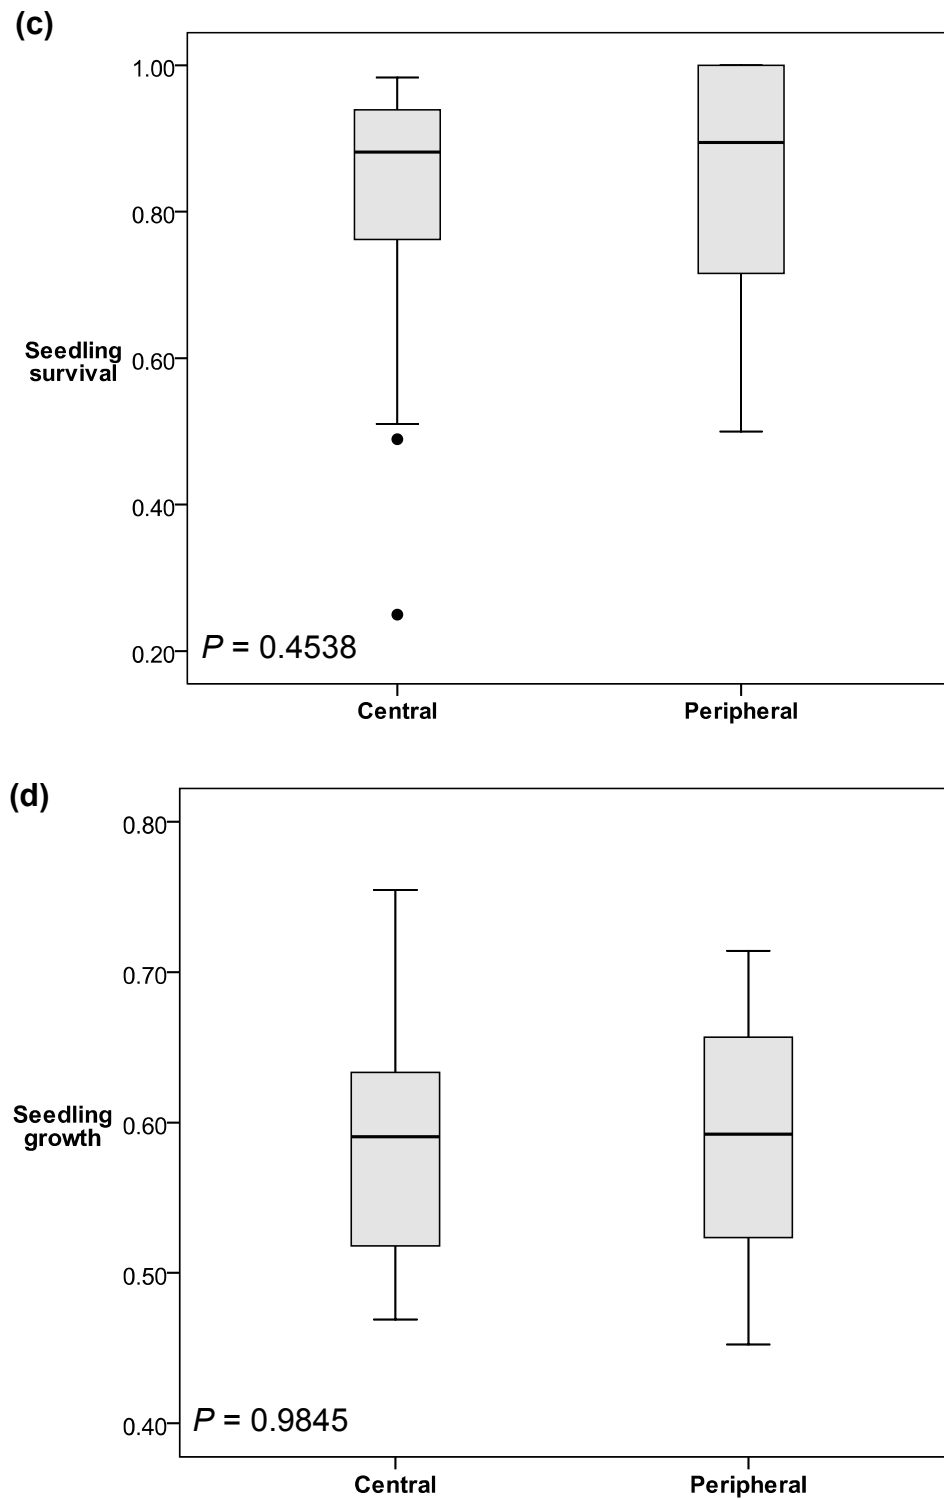 (c)
1.00
0.80
Seedling
survival
0.60
0.40
0.20
P = 0.4538
Central Peripheral
(d)
0.80
0.70
Seedling
growth
0.60
0.50
0.40
P = 0.9845
Central Peripheral